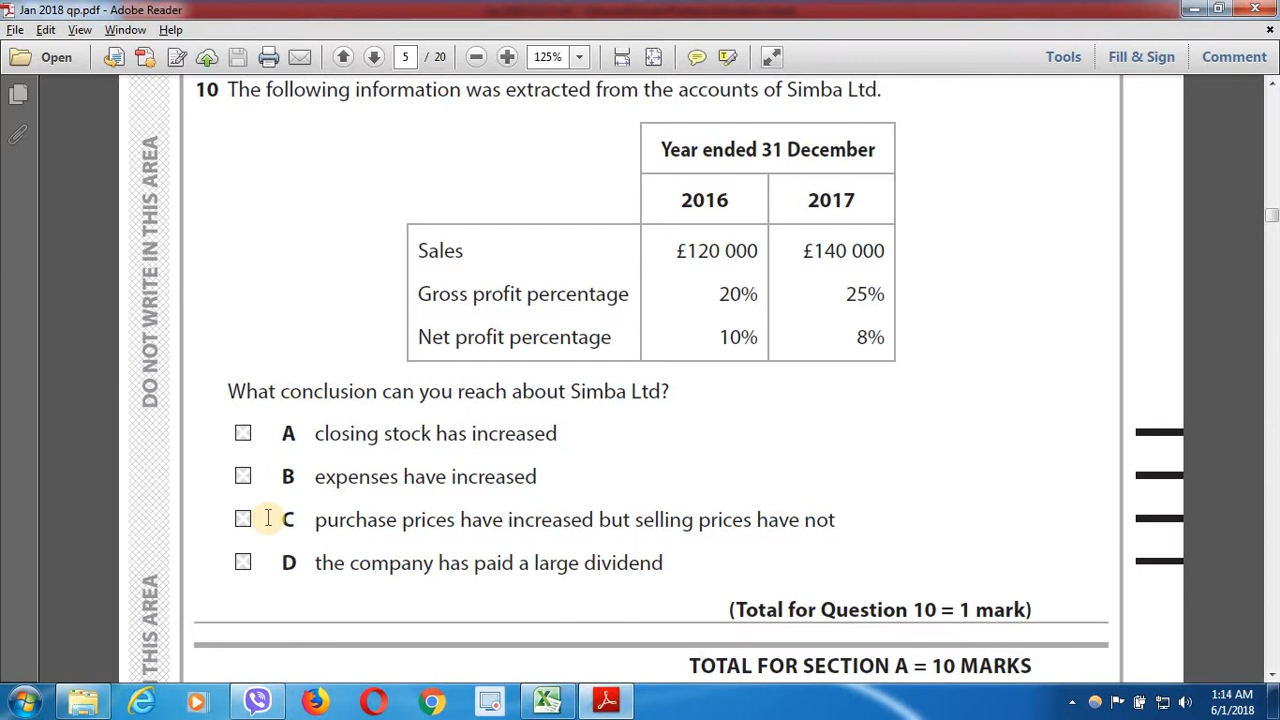 Jan 2018 qp.pdf - Adobe Reader
File Edit View Window Help
Open 5 / 20 125% Tools Fill & Sign Comment
10 The following information was extracted from the accounts of Simba Ltd.
Year ended 31 December
2016 2017
Sales £120 000 £140 000
Gross profit percentage 20% 25%
Net profit percentage 10% 8%
What conclusion can you reach about Simba Ltd?
A closing stock has increased
B expenses have increased
C purchase prices have increased but selling prices have not
D the company has paid a large dividend
(Total for Question 10 = 1 mark)
TOTAL FOR SECTION A = 10 MARKS
DO NOT WRITE IN THIS AREA
THIS AREA
1:14 AM
6/1/2018